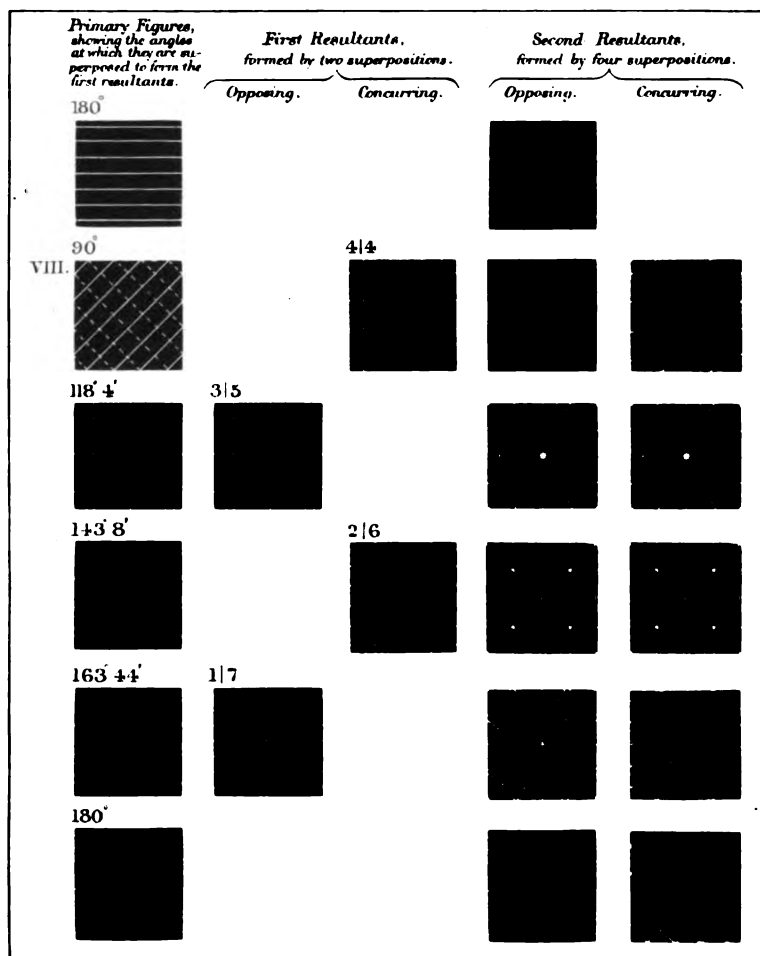 Primary Figures,
showing the angles
at which they are su-
perposed to form the
first resultants.
First Resultants,
formed by two superpositions.
Opposing.
Concurring.
Second Resultants,
formed by four superpositions.
Opposing.
Concurring.
180°
90°
VIII.
4|4
118° 4'
3|5
143° 8'
2|6
163° 44'
1|7
180°